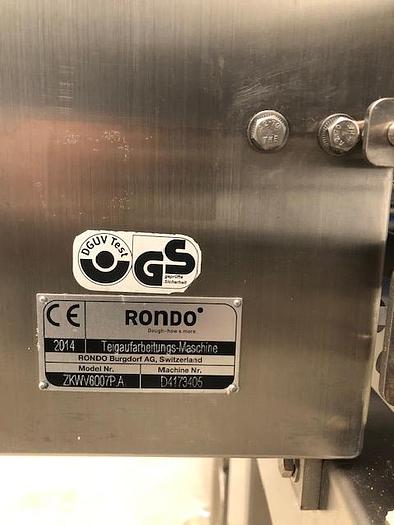 DGUV Test
GS
geprüfte
Sicherheit
CE
RONDO
Dough-how & more.
2014 Teigaufarbeitungs-Maschine
RONDO Burgdorf AG, Switzerland
Model Nr. Machine Nr.
ZKWV6007P.A D4173405